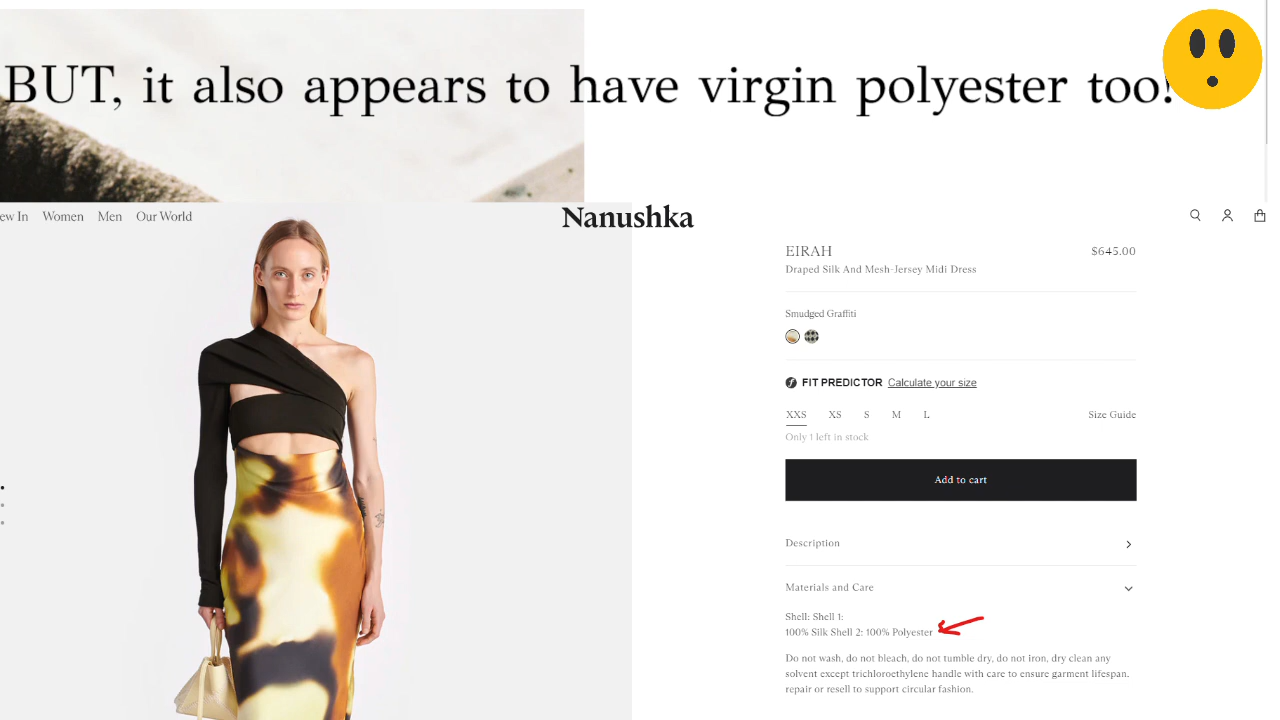 BUT, it also appears to have virgin polyester too!
ew In Women Men Our World
Nanushka
EIRAH $645.00
Draped Silk And Mesh-Jersey Midi Dress
Smudged Graffiti
FIT PREDICTOR Calculate your size
XXS XS S M L Size Guide
Only 1 left in stock
Add to cart
Description
Materials and Care
Shell: Shell 1:
100% Silk Shell 2: 100% Polyester
Do not wash, do not bleach, do not tumble dry, do not iron, dry clean any
solvent except trichloroethylene handle with care to ensure garment lifespan.
repair or resell to support circular fashion.